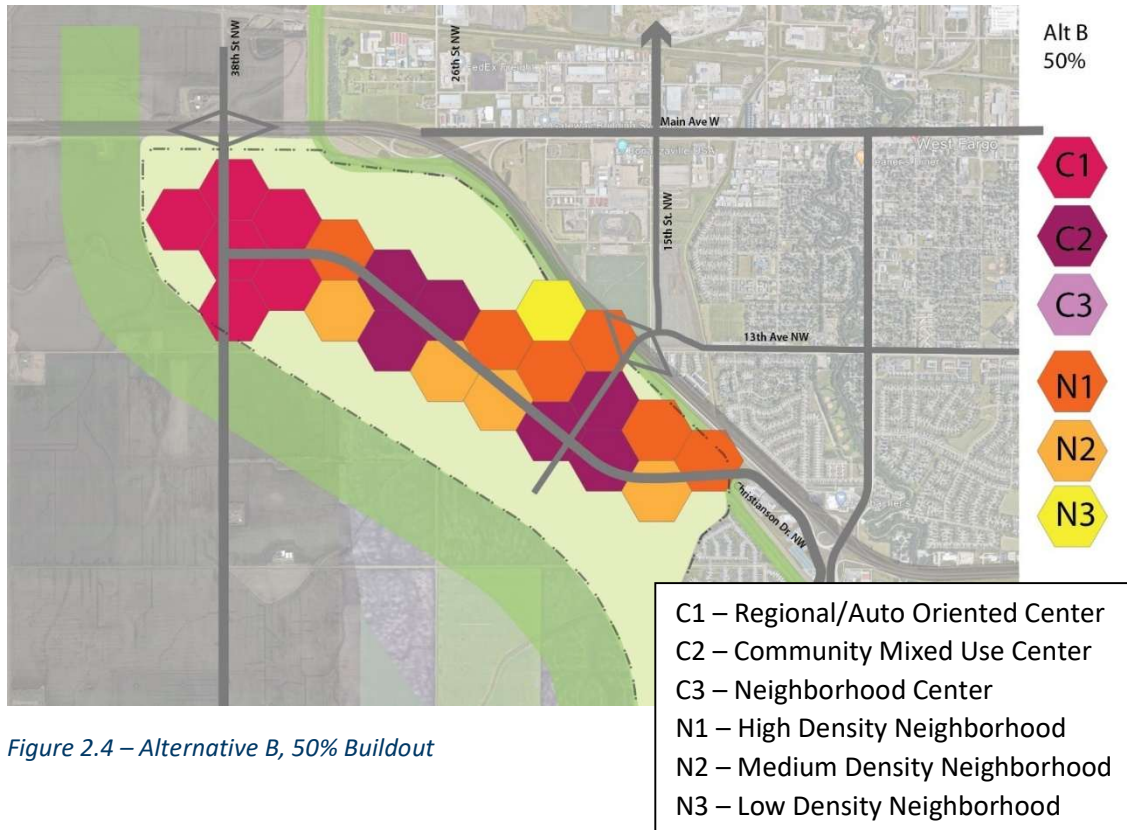 Alt B
50%
38th St NW
26th St NW
Main Ave W
West Fargo
15th St. NW
13th Ave NW
Christianson Dr. NW
C1
C2
C3
N1
N2
N3
C1 – Regional/Auto Oriented Center
C2 – Community Mixed Use Center
C3 – Neighborhood Center
N1 – High Density Neighborhood
N2 – Medium Density Neighborhood
N3 – Low Density Neighborhood
Figure 2.4 – Alternative B, 50% Buildout